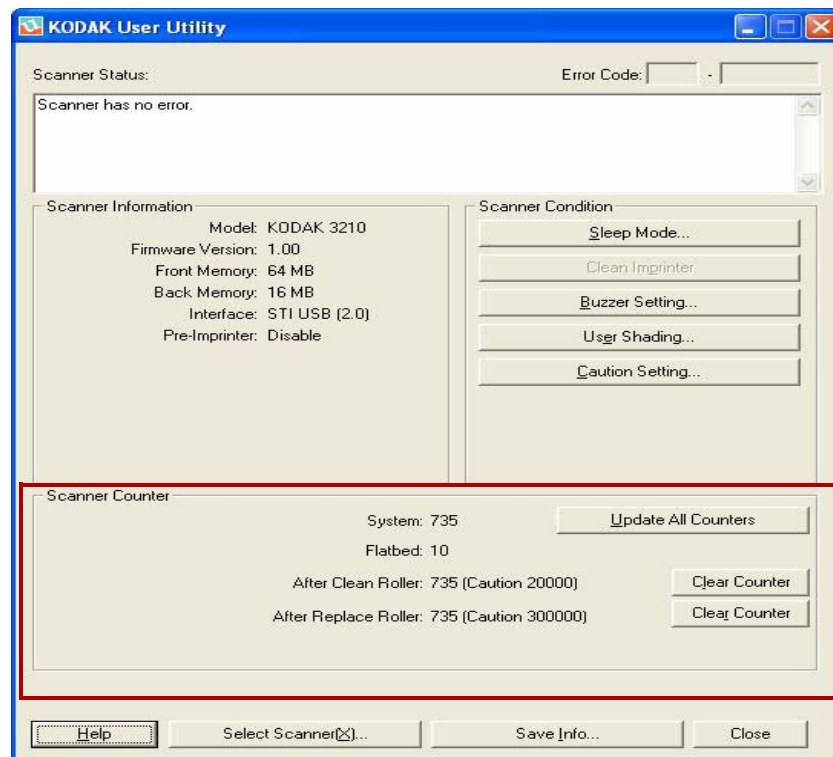 KODAK User Utility
Scanner Status:
Error Code: -
Scanner has no error.
Scanner Information
Model: KODAK 3210
Firmware Version: 1.00
Front Memory: 64 MB
Back Memory: 16 MB
Interface: STI USB (2.0)
Pre-Imprinter: Disable
Scanner Condition
Sleep Mode...
Clean Imprinter
Buzzer Setting...
User Shading...
Caution Setting...
Scanner Counter
System: 735
Update All Counters
Flatbed: 10
After Clean Roller: 735 (Caution 20000)
Clear Counter
After Replace Roller: 735 (Caution 300000)
Clear Counter
Help
Select Scanner(X)...
Save Info...
Close